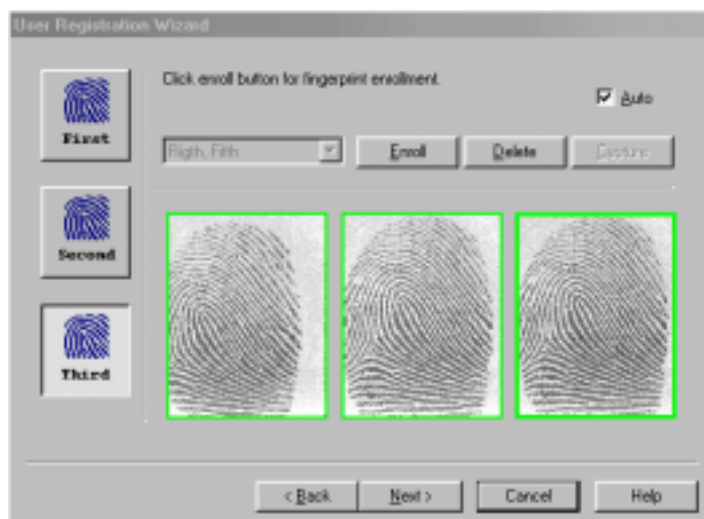 User Registration Wizard
Click enroll button for fingerprint enrollment.
Auto
First
Rigth, Fifth
Enroll
Delete
Capture
Second
Third
< Back
Next >
Cancel
Help